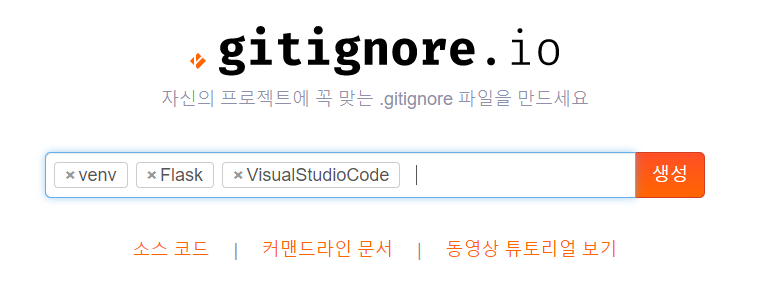 gitignore.io
자신의 프로젝트에 꼭 맞는 .gitignore 파일을 만드세요
× venv × Flask × VisualStudioCode 생성
소스 코드 | 커맨드라인 문서 | 동영상 튜토리얼 보기